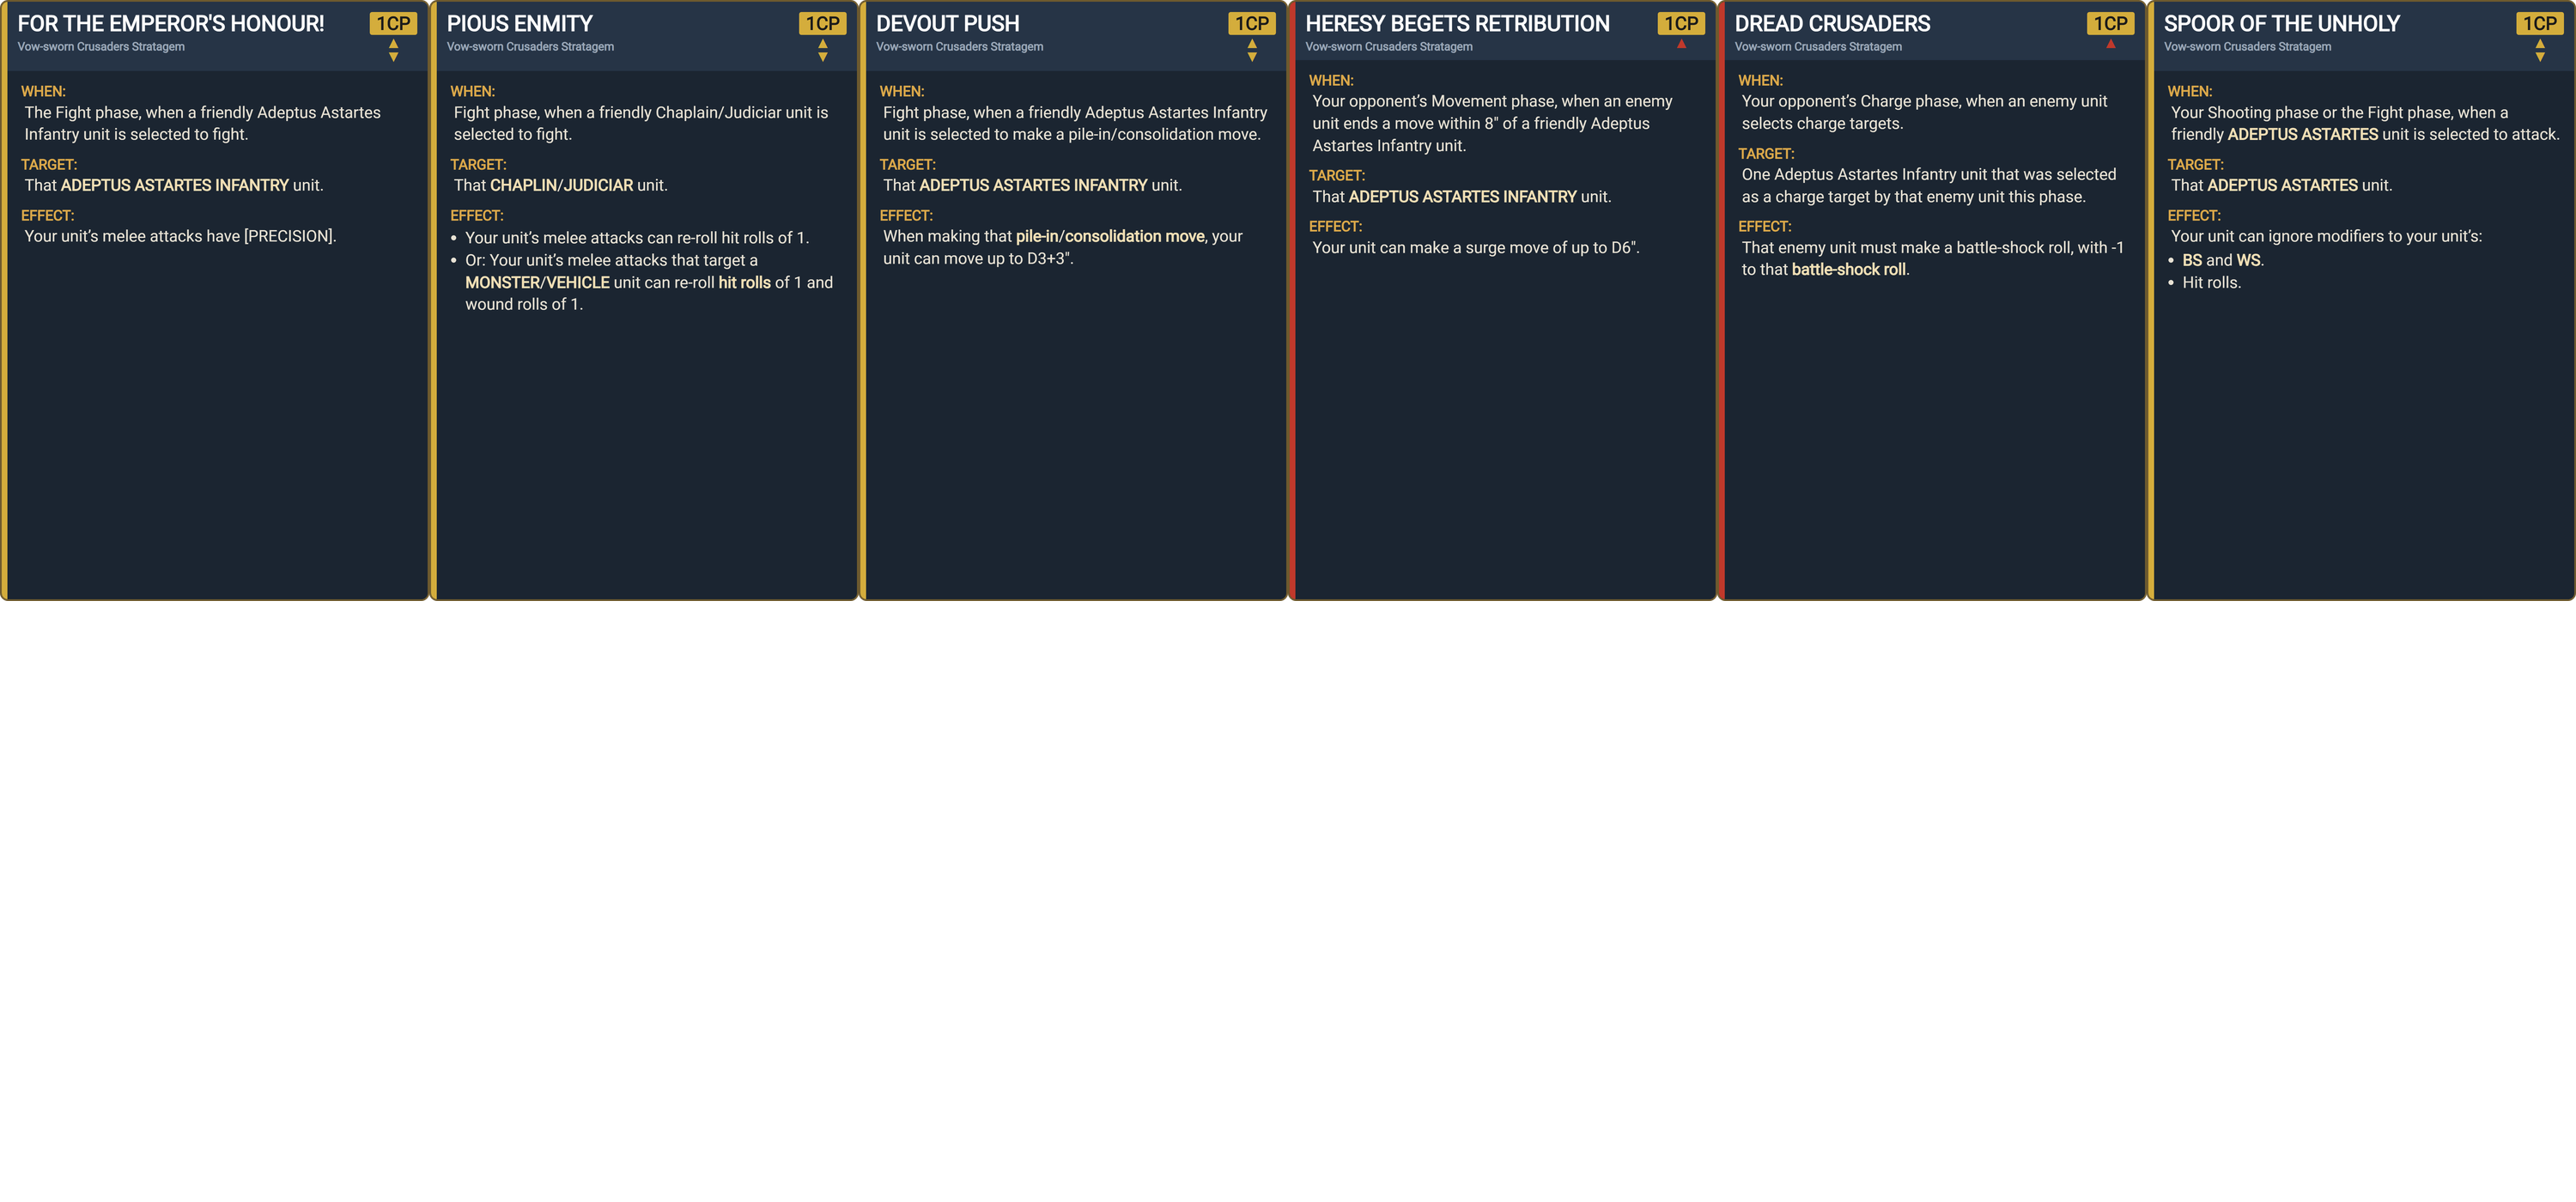 FOR THE EMPEROR'S HONOUR!
1CP
Vow-sworn Crusaders Stratagem
WHEN:
The Fight phase, when a friendly Adeptus Astartes
Infantry unit is selected to fight.
TARGET:
That ADEPTUS ASTARTES INFANTRY unit.
EFFECT:
Your unit’s melee attacks have [PRECISION].
PIOUS ENMITY
1CP
Vow-sworn Crusaders Stratagem
WHEN:
Fight phase, when a friendly Chaplain/Judiciar unit is
selected to fight.
TARGET:
That CHAPLIN/JUDICIAR unit.
EFFECT:
• Your unit’s melee attacks can re-roll hit rolls of 1.
• Or: Your unit’s melee attacks that target a
MONSTER/VEHICLE unit can re-roll hit rolls of 1 and
wound rolls of 1.
DEVOUT PUSH
1CP
Vow-sworn Crusaders Stratagem
WHEN:
Fight phase, when a friendly Adeptus Astartes Infantry
unit is selected to make a pile-in/consolidation move.
TARGET:
That ADEPTUS ASTARTES INFANTRY unit.
EFFECT:
When making that pile-in/consolidation move, your
unit can move up to D3+3".
HERESY BEGETS RETRIBUTION
1CP
Vow-sworn Crusaders Stratagem
WHEN:
Your opponent’s Movement phase, when an enemy
unit ends a move within 8" of a friendly Adeptus
Astartes Infantry unit.
TARGET:
That ADEPTUS ASTARTES INFANTRY unit.
EFFECT:
Your unit can make a surge move of up to D6".
DREAD CRUSADERS
1CP
Vow-sworn Crusaders Stratagem
WHEN:
Your opponent’s Charge phase, when an enemy unit
selects charge targets.
TARGET:
One Adeptus Astartes Infantry unit that was selected
as a charge target by that enemy unit this phase.
EFFECT:
That enemy unit must make a battle-shock roll, with -1
to that battle-shock roll.
SPOOR OF THE UNHOLY
1CP
Vow-sworn Crusaders Stratagem
WHEN:
Your Shooting phase or the Fight phase, when a
friendly ADEPTUS ASTARTES unit is selected to attack.
TARGET:
That ADEPTUS ASTARTES unit.
EFFECT:
Your unit can ignore modifiers to your unit’s:
• BS and WS.
• Hit rolls.